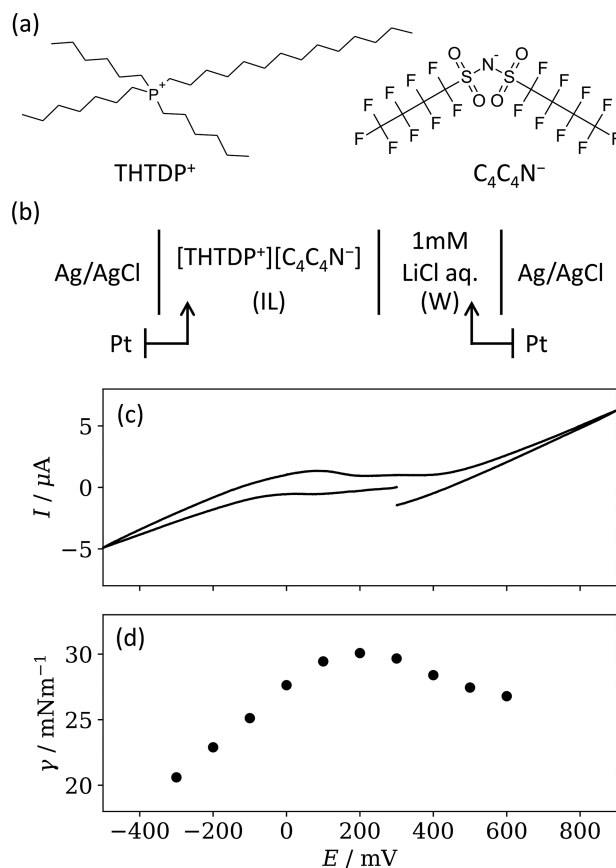 (a)
P⁺
THTDP⁺
O O
S N⁻ S
O O
F F F F F F F F F
F F F F F F F F F
C₄C₄N⁻
(b)
Ag/AgCl
[THTDP⁺][C₄C₄N⁻]
(IL)
1mM
LiCl aq.
(W)
Ag/AgCl
Pt
Pt
(c)
I / μA
5
0
−5
(d)
γ / mNm⁻¹
30
25
20
−400 −200 0 200 400 600 800
E / mV